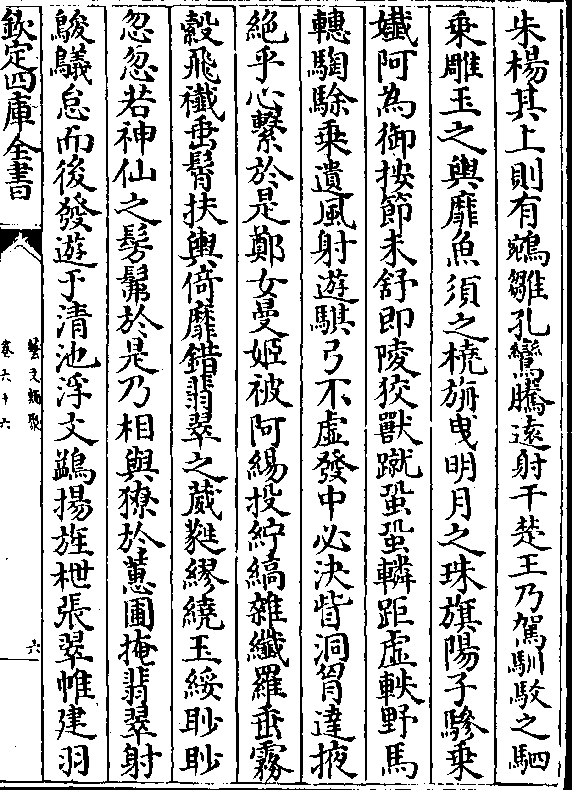 朱楊其上則有鵷雛孔鸞騰遠射干楚王乃駕馴駮之駟
乗雕玉之輿靡魚須之橈旃曵明月之珠旗陽子驂乗
孅阿為御按節未舒即陵狡獸蹴蛩蛩轔距虛軼野馬
轊騊駼乗遺風射遊騏弓不虛發中必決眥洞胷達掖
絶乎心繫於是鄭女曼姬被阿緆投紵縞雜纎羅垂霧
縠飛襳垂髾扶輿倚靡錯翡翠之葳蕤繆繞玉綏眇眇
忽忽若神仙之髣髴於是乃相與獠於蕙圃掩翡翠射
鵔鸃怠而後發遊于清池浮文鷁揚旌枻張翠帷建羽
欽定四庫全書
藝文類聚
卷六十六
六